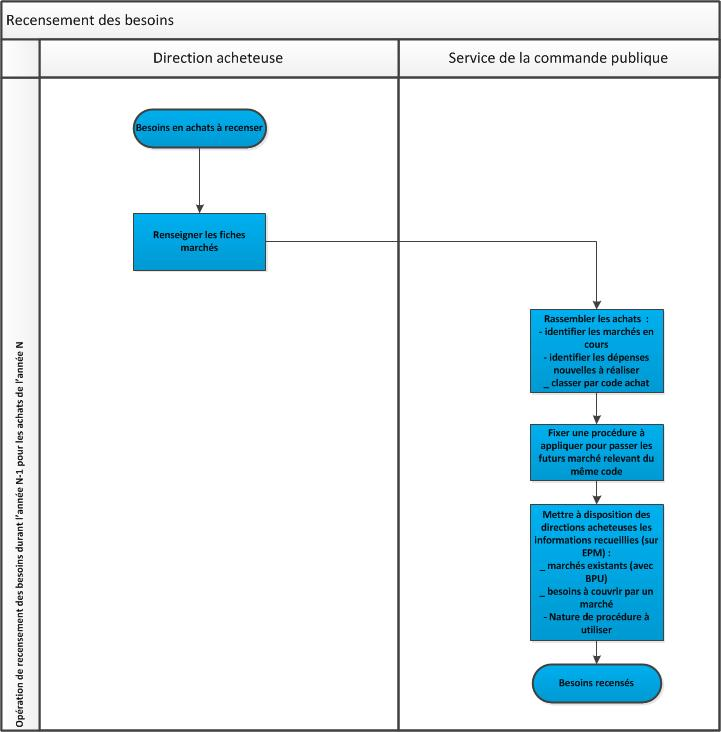 Recensement des besoins
Direction acheteuse
Service de la commande publique
Opération de recensement des besoins durant l'année N-1 pour les achats de l'année N
Besoins en achats à recenser
Renseigner les fiches
marchés
Rassembler les achats :
- identifier les marchés en
cours
- identifier les dépenses
nouvelles à réaliser
_ classer par code achat
Fixer une procédure à
appliquer pour passer les
futurs marché relevant du
même code
Mettre à disposition des
directions acheteuses les
informations recueillies (sur
EPM) :
_ marchés existants (avec
BPU)
_ besoins à couvrir par un
marché
- Nature de procédure à
utiliser
Besoins recensés